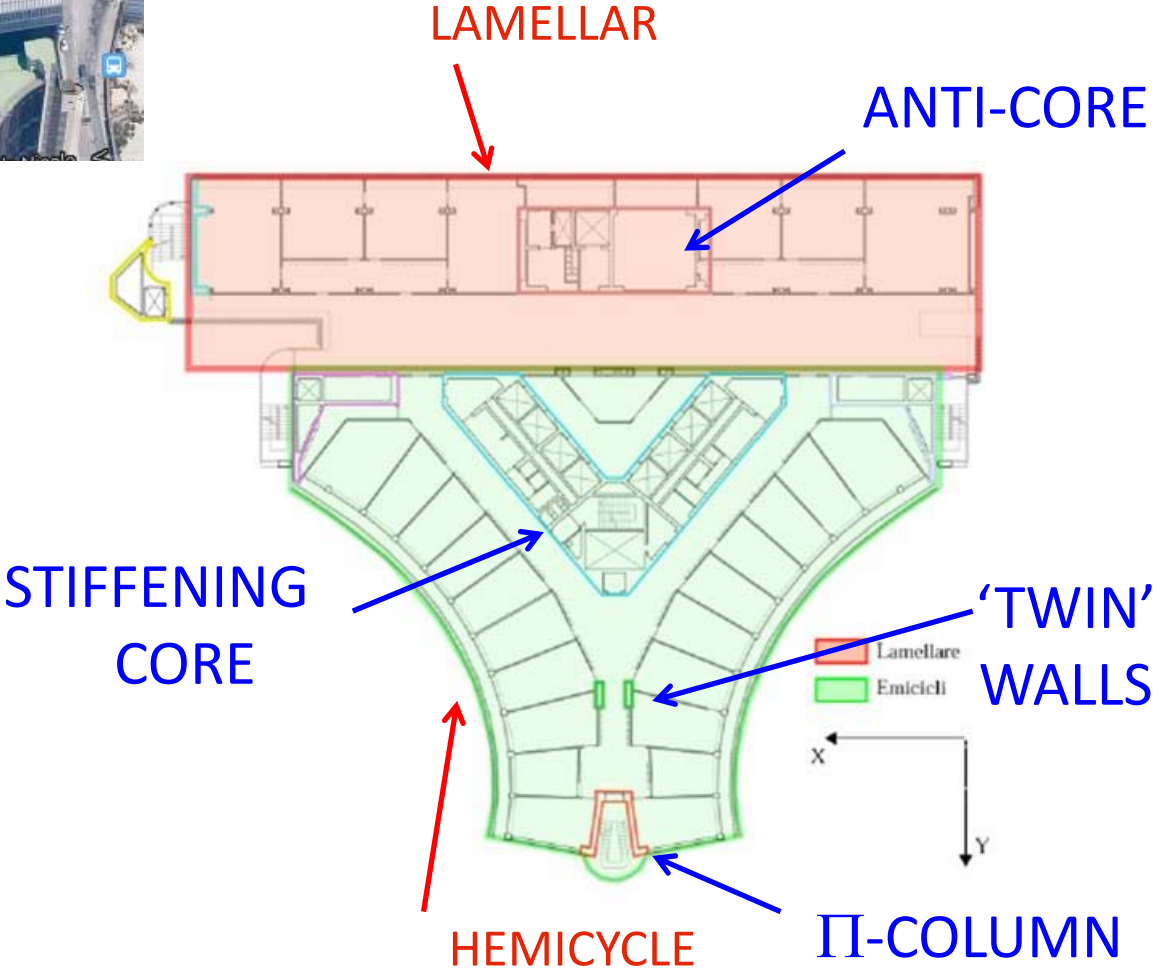 LAMELLAR
ANTI-CORE
STIFFENING
CORE
'TWIN'
WALLS
Lamellare
Emicicli
X
Y
HEMICYCLE
Π-COLUMN